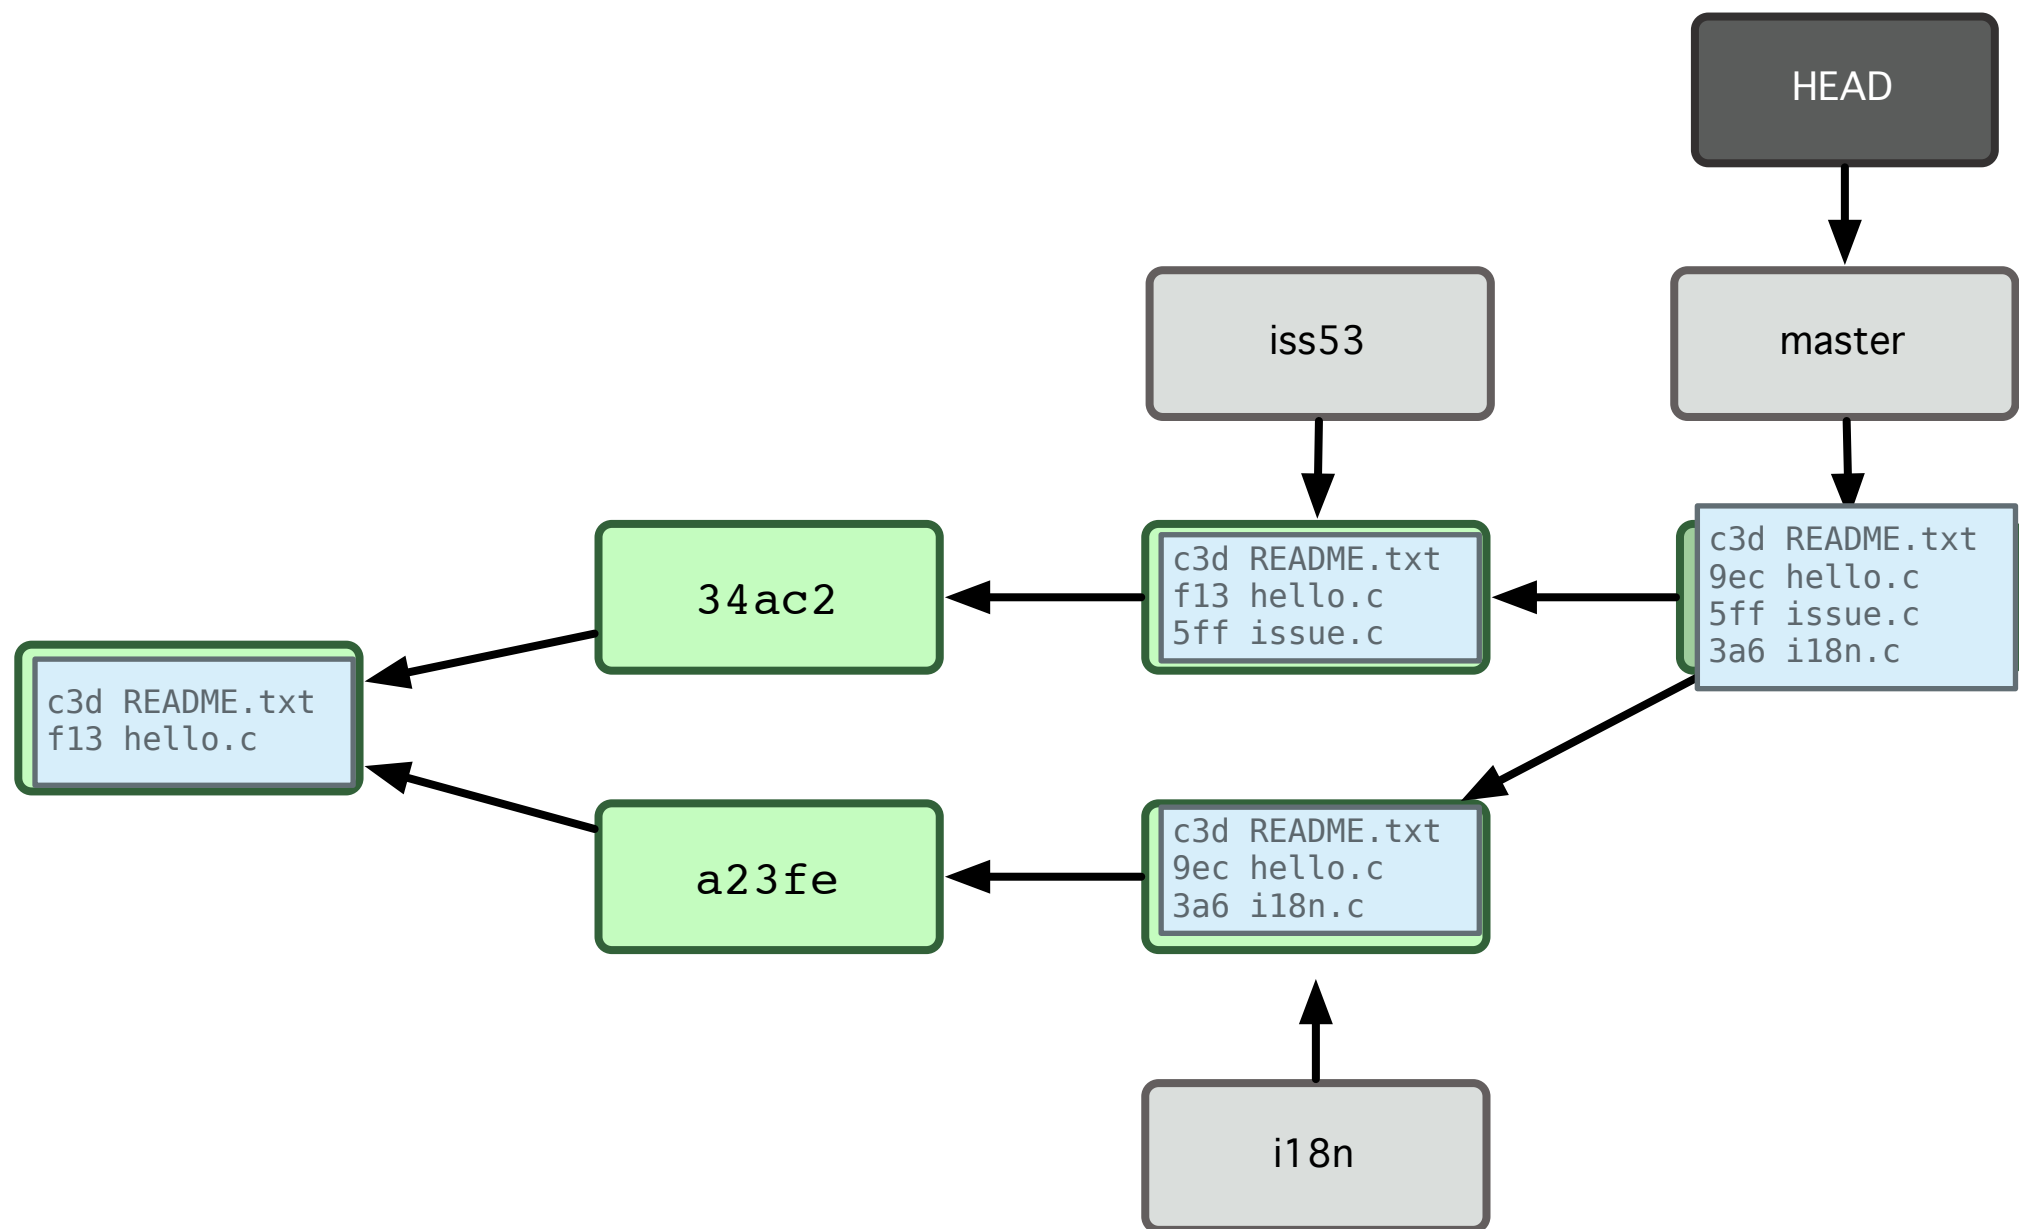 HEAD
iss53
master
34ac2
c3d README.txt
f13 hello.c
5ff issue.c
c3d README.txt
9ec hello.c
5ff issue.c
3a6 i18n.c
c3d README.txt
f13 hello.c
a23fe
c3d README.txt
9ec hello.c
3a6 i18n.c
i18n